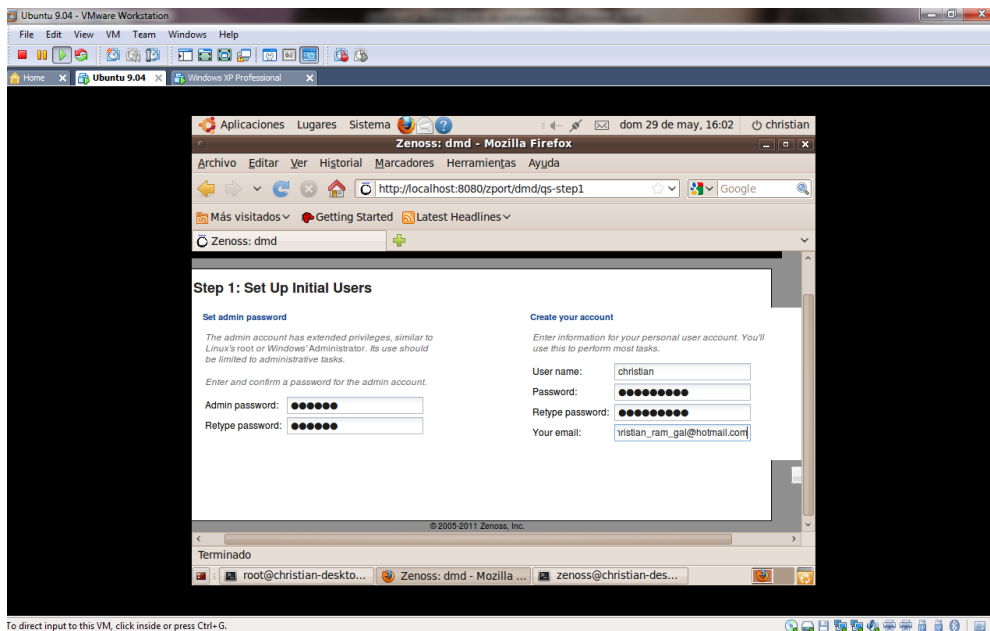 Ubuntu 9.04 - VMware Workstation
File Edit View VM Team Windows Help
Home Ubuntu 9.04 Windows XP Professional
Aplicaciones Lugares Sistema dom 29 de may, 16:02 christian
Zenoss: dmd - Mozilla Firefox
Archivo Editar Ver Historial Marcadores Herramientas Ayuda
http://localhost:8080/zport/dmd/qs-step1 Google
Más visitados Getting Started Latest Headlines
Zenoss: dmd
Step 1: Set Up Initial Users
Set admin password
The admin account has extended privileges, similar to
Linux's root or Windows' Administrator. Its use should
be limited to administrative tasks.
Enter and confirm a password for the admin account.
Admin password: ●●●●●●
Retype password: ●●●●●●
Create your account
Enter information for your personal user account. You'll
use this to perform most tasks.
User name: christian
Password: ●●●●●●●●●
Retype password: ●●●●●●●●●
Your email: ristian_ram_gal@hotmail.com
© 2005-2011 Zenoss, Inc.
Terminado
root@christian-deskto... Zenoss: dmd - Mozilla ... zenoss@christian-des...
To direct input to this VM, click inside or press Ctrl+G.